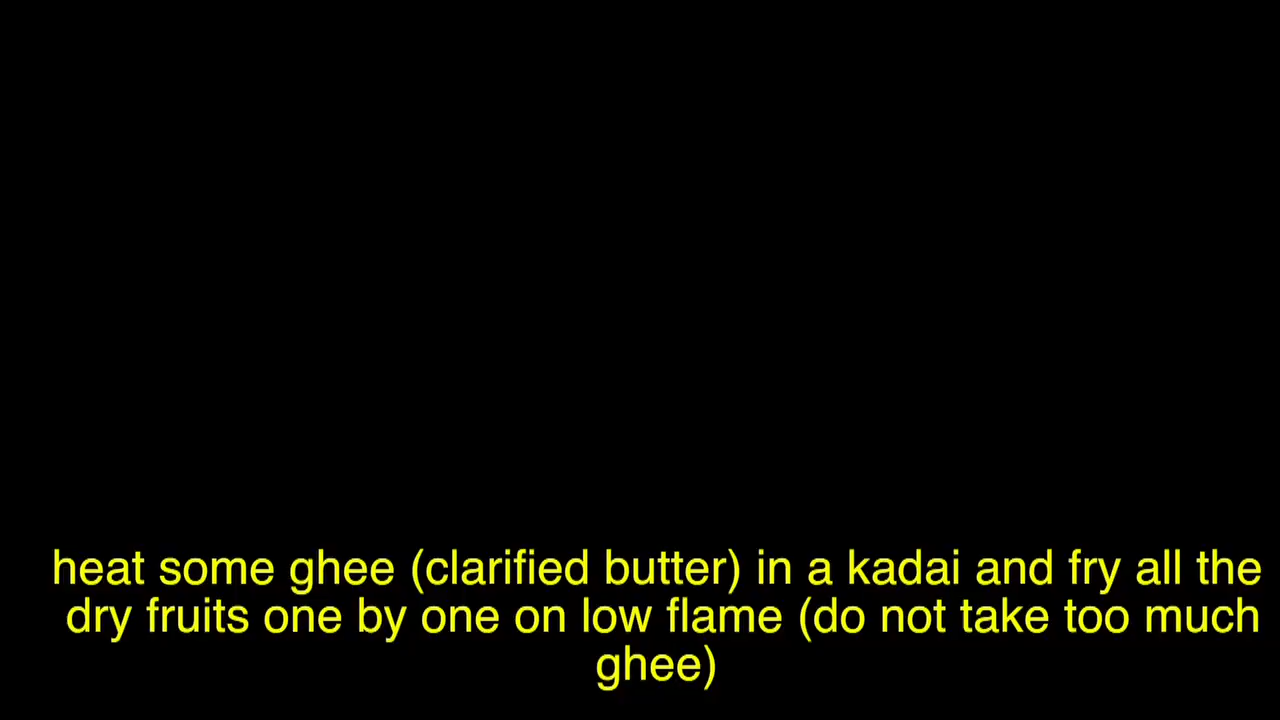 heat some ghee (clarified butter) in a kadai and fry all the
dry fruits one by one on low flame (do not take too much
ghee)